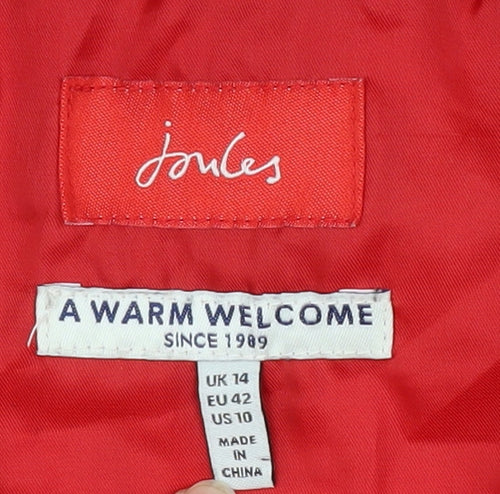 joules
A WARM WELCOME
SINCE 1989
UK 14
EU 42
US 10
MADE
IN
CHINA